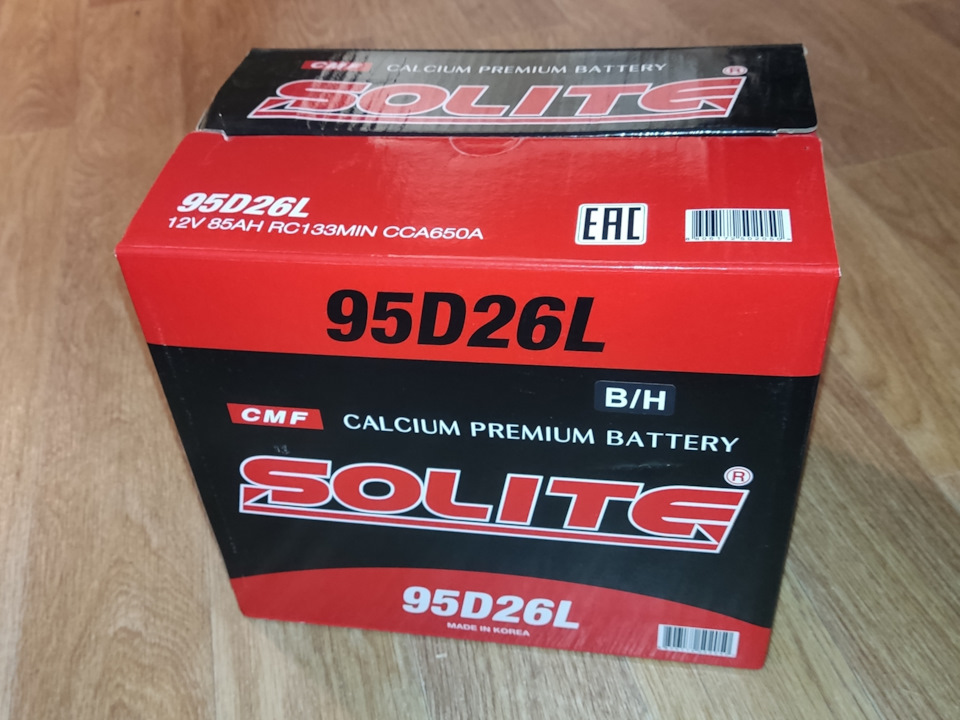 CMF CALCIUM PREMIUM BATTERY
SOLITE®
95D26L
12V 85AH RC133MIN CCA650A
EAC
95D26L
B/H
CMF CALCIUM PREMIUM BATTERY
SOLITE®
95D26L
MADE IN KOREA